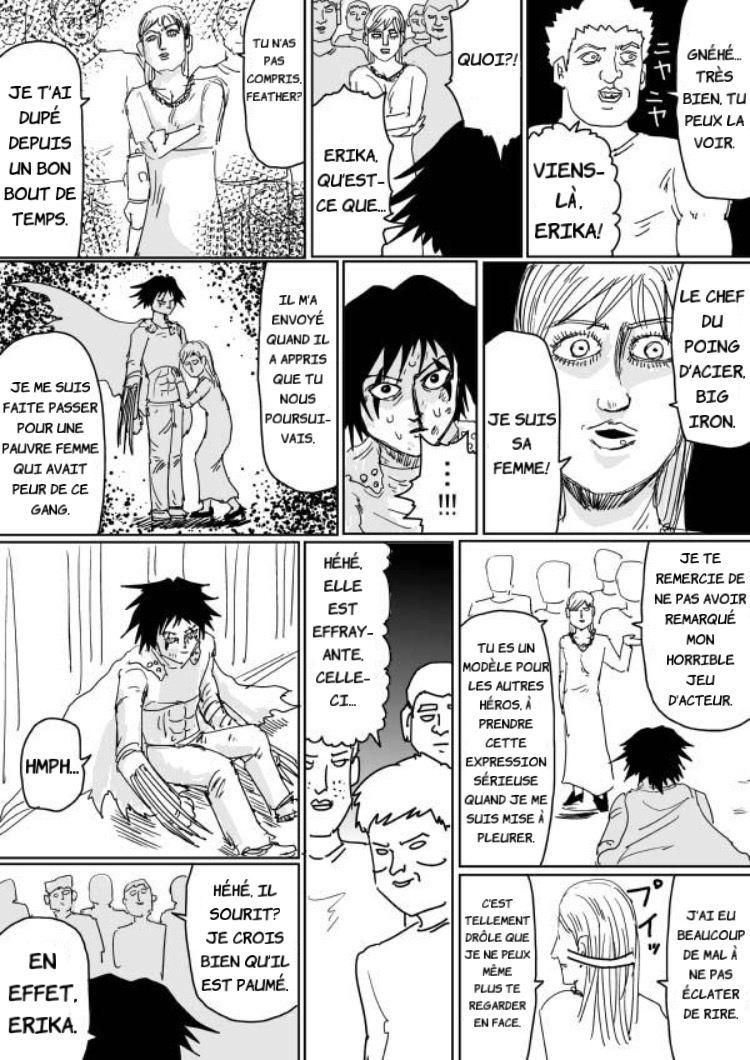 GNÉHÉ...
TRÈS
BIEN, TU
PEUX LA
VOIR.
ニヤ
ニヤ
VIENS-
LÀ,
ERIKA!
QUOI?!
ERIKA,
QU'EST-
CE QUE...
TU N'AS
PAS
COMPRIS,
FEATHER?
JE T'AI
DUPÉ
DEPUIS
UN BON
BOUT DE
TEMPS.
LE CHEF
DU
POING
D'ACIER,
BIG
IRON.
JE SUIS
SA
FEMME!
...!!!
IL M'A
ENVOYÉ
QUAND IL
A APPRIS
QUE TU
NOUS
POURSUI-
VAIS.
JE ME SUIS
FAITE PASSER
POUR UNE
PAUVRE FEMME
QUI AVAIT
PEUR DE CE
GANG.
JE TE
REMERCIE DE
NE PAS AVOIR
REMARQUÉ
MON
HORRIBLE
JEU
D'ACTEUR.
TU ES UN
MODÈLE POUR
LES AUTRES
HÉROS, À
PRENDRE
CETTE
EXPRESSION
SÉRIEUSE
QUAND JE ME
SUIS MISE À
PLEURER.
J'AI EU
BEAUCOUP
DE MAL À
NE PAS
ÉCLATER
DE RIRE.
プイッ
C'EST
TELLEMENT
DRÔLE QUE
JE NE PEUX
MÊME
PLUS TE
REGARDER
EN FACE.
HÉHÉ,
ELLE
EST
EFFRAY-
ANTE,
CELLE-
CI...
HMPH...
HÉHÉ, IL
SOURIT?
JE CROIS
BIEN QU'IL
EST PAUMÉ.
EN
EFFET,
ERIKA.